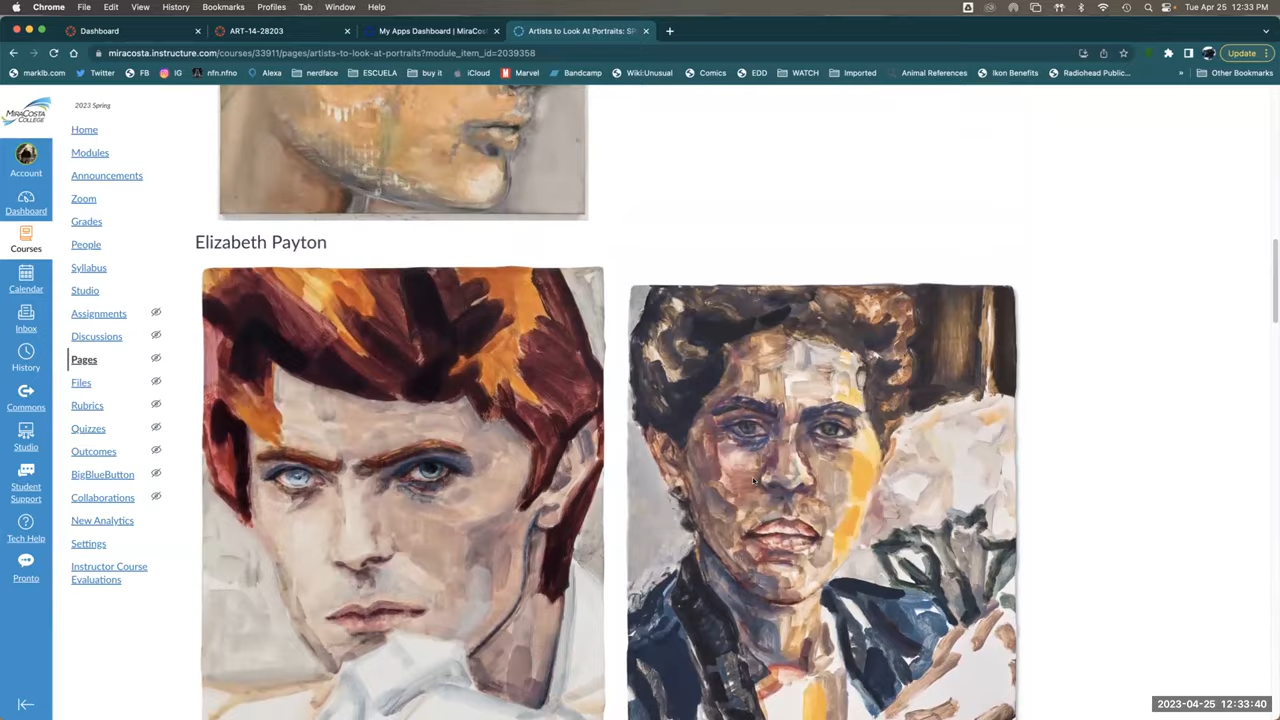 Chrome File Edit View History Bookmarks Profiles Tab Window Help
Tue Apr 25 12:33 PM
Dashboard
ART-14-28203
My Apps Dashboard | MiraCos
Artists to Look At Portraits: SP
miracosta.instructure.com/courses/33911/pages/artists-to-look-at-portraits?module_item_id=2039358
Update
marklb.com Twitter FB IG nfn.nfno Alexa nerdface ESCUELA buy it iCloud Marvel Bandcamp Wiki:Unusual Comics EDD WATCH Imported Animal References Ikon Benefits Radiohead Public... » Other Bookmarks
MIRACOSTA
COLLEGE
Account
Dashboard
Courses
Calendar
Inbox
History
Commons
Studio
Student
Support
Tech Help
Pronto
2023 Spring
Home
Modules
Announcements
Zoom
Grades
People
Syllabus
Studio
Assignments
Discussions
Pages
Files
Rubrics
Quizzes
Outcomes
BigBlueButton
Collaborations
New Analytics
Settings
Instructor Course
Evaluations
Elizabeth Payton
2023-04-25 12:33:40